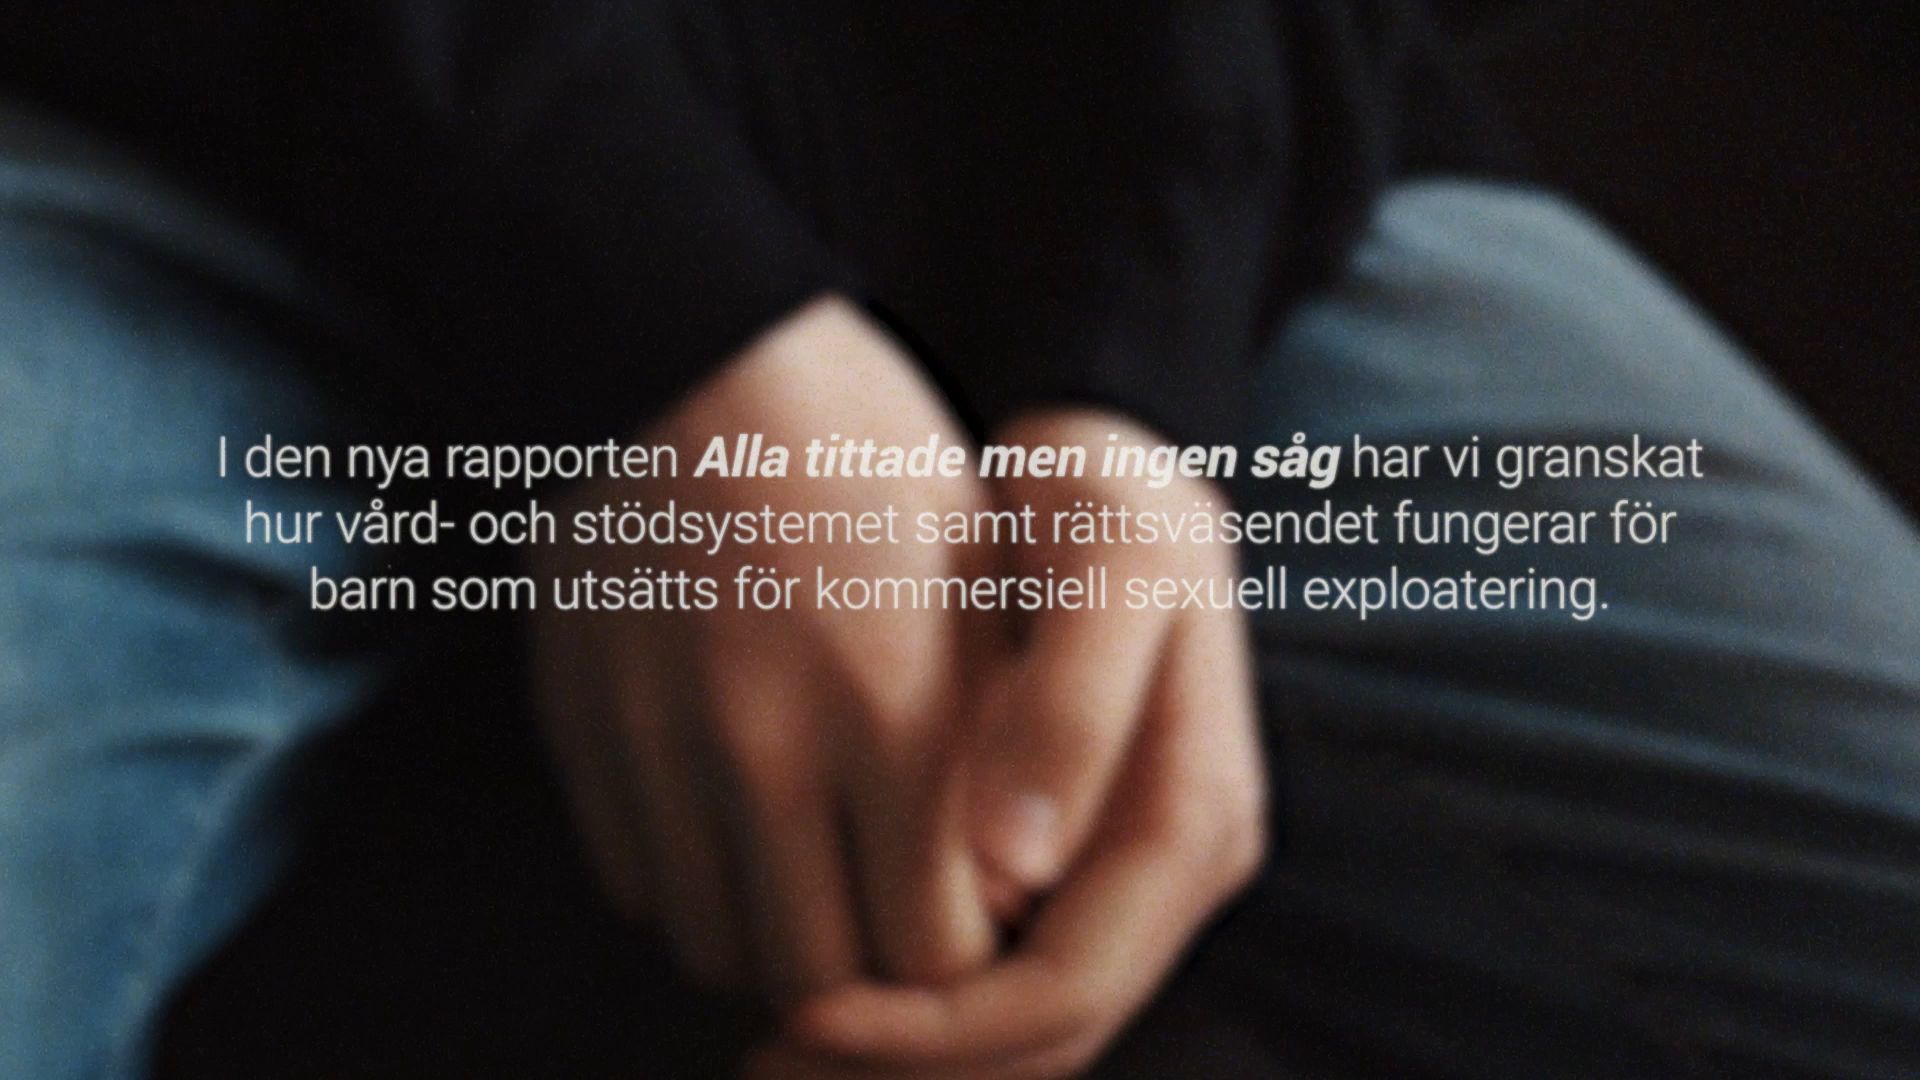 I den nya rapporten Alla tittade men ingen såg har vi granskat
hur vård- och stödsystemet samt rättsväsendet fungerar för
barn som utsätts för kommersiell sexuell exploatering.